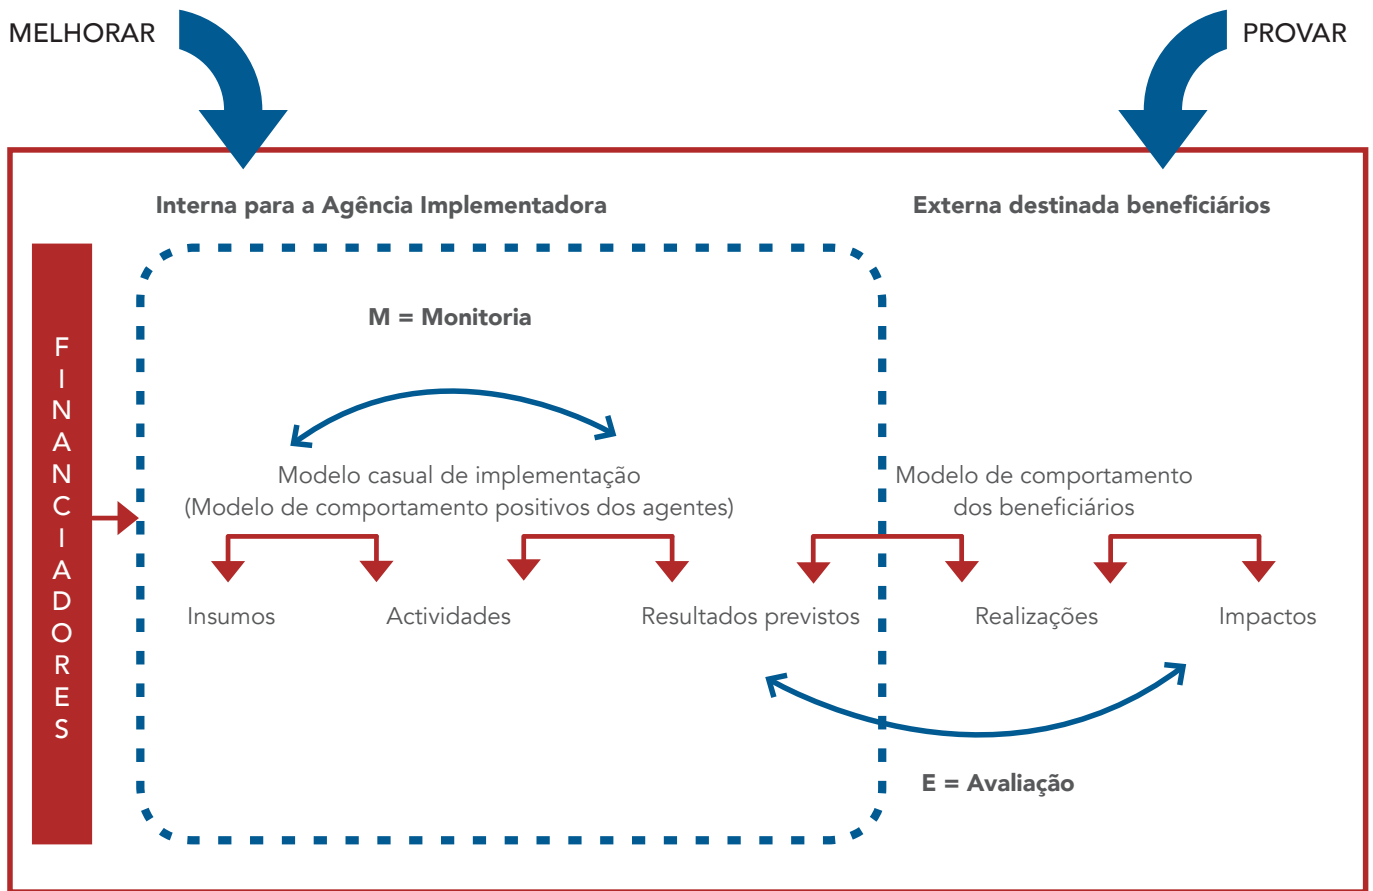 MELHORAR
PROVAR
Interna para a Agência Implementadora
Externa destinada beneficiários
FINANCIADORES
M = Monitoria
Modelo casual de implementação
(Modelo de comportamento positivos dos agentes)
Modelo de comportamento
dos beneficiários
Insumos
Actividades
Resultados previstos
Realizações
Impactos
E = Avaliação